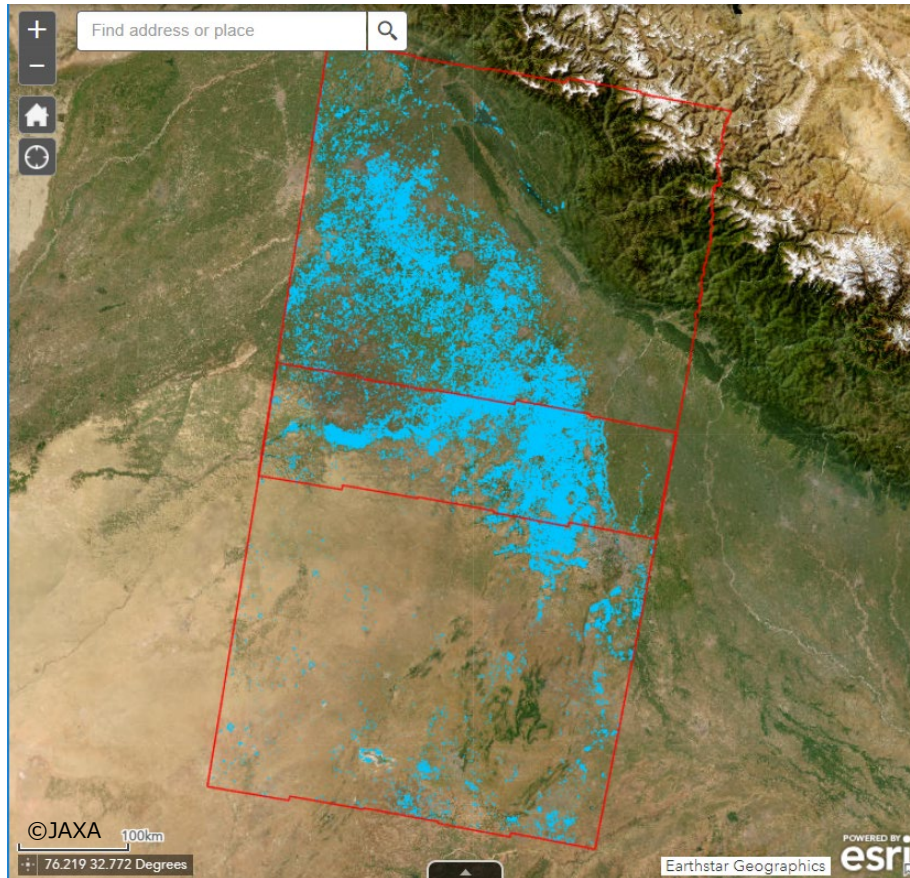 +
Find address or place
−
©JAXA
100km
76.219 32.772 Degrees
Earthstar Geographics
POWERED BY
esri